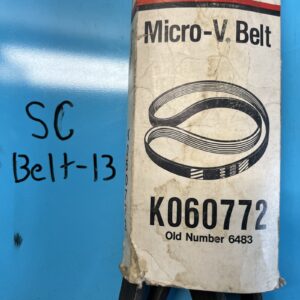 SC
Belt-13
Micro-V® Belt
K060772
Old Number 6483